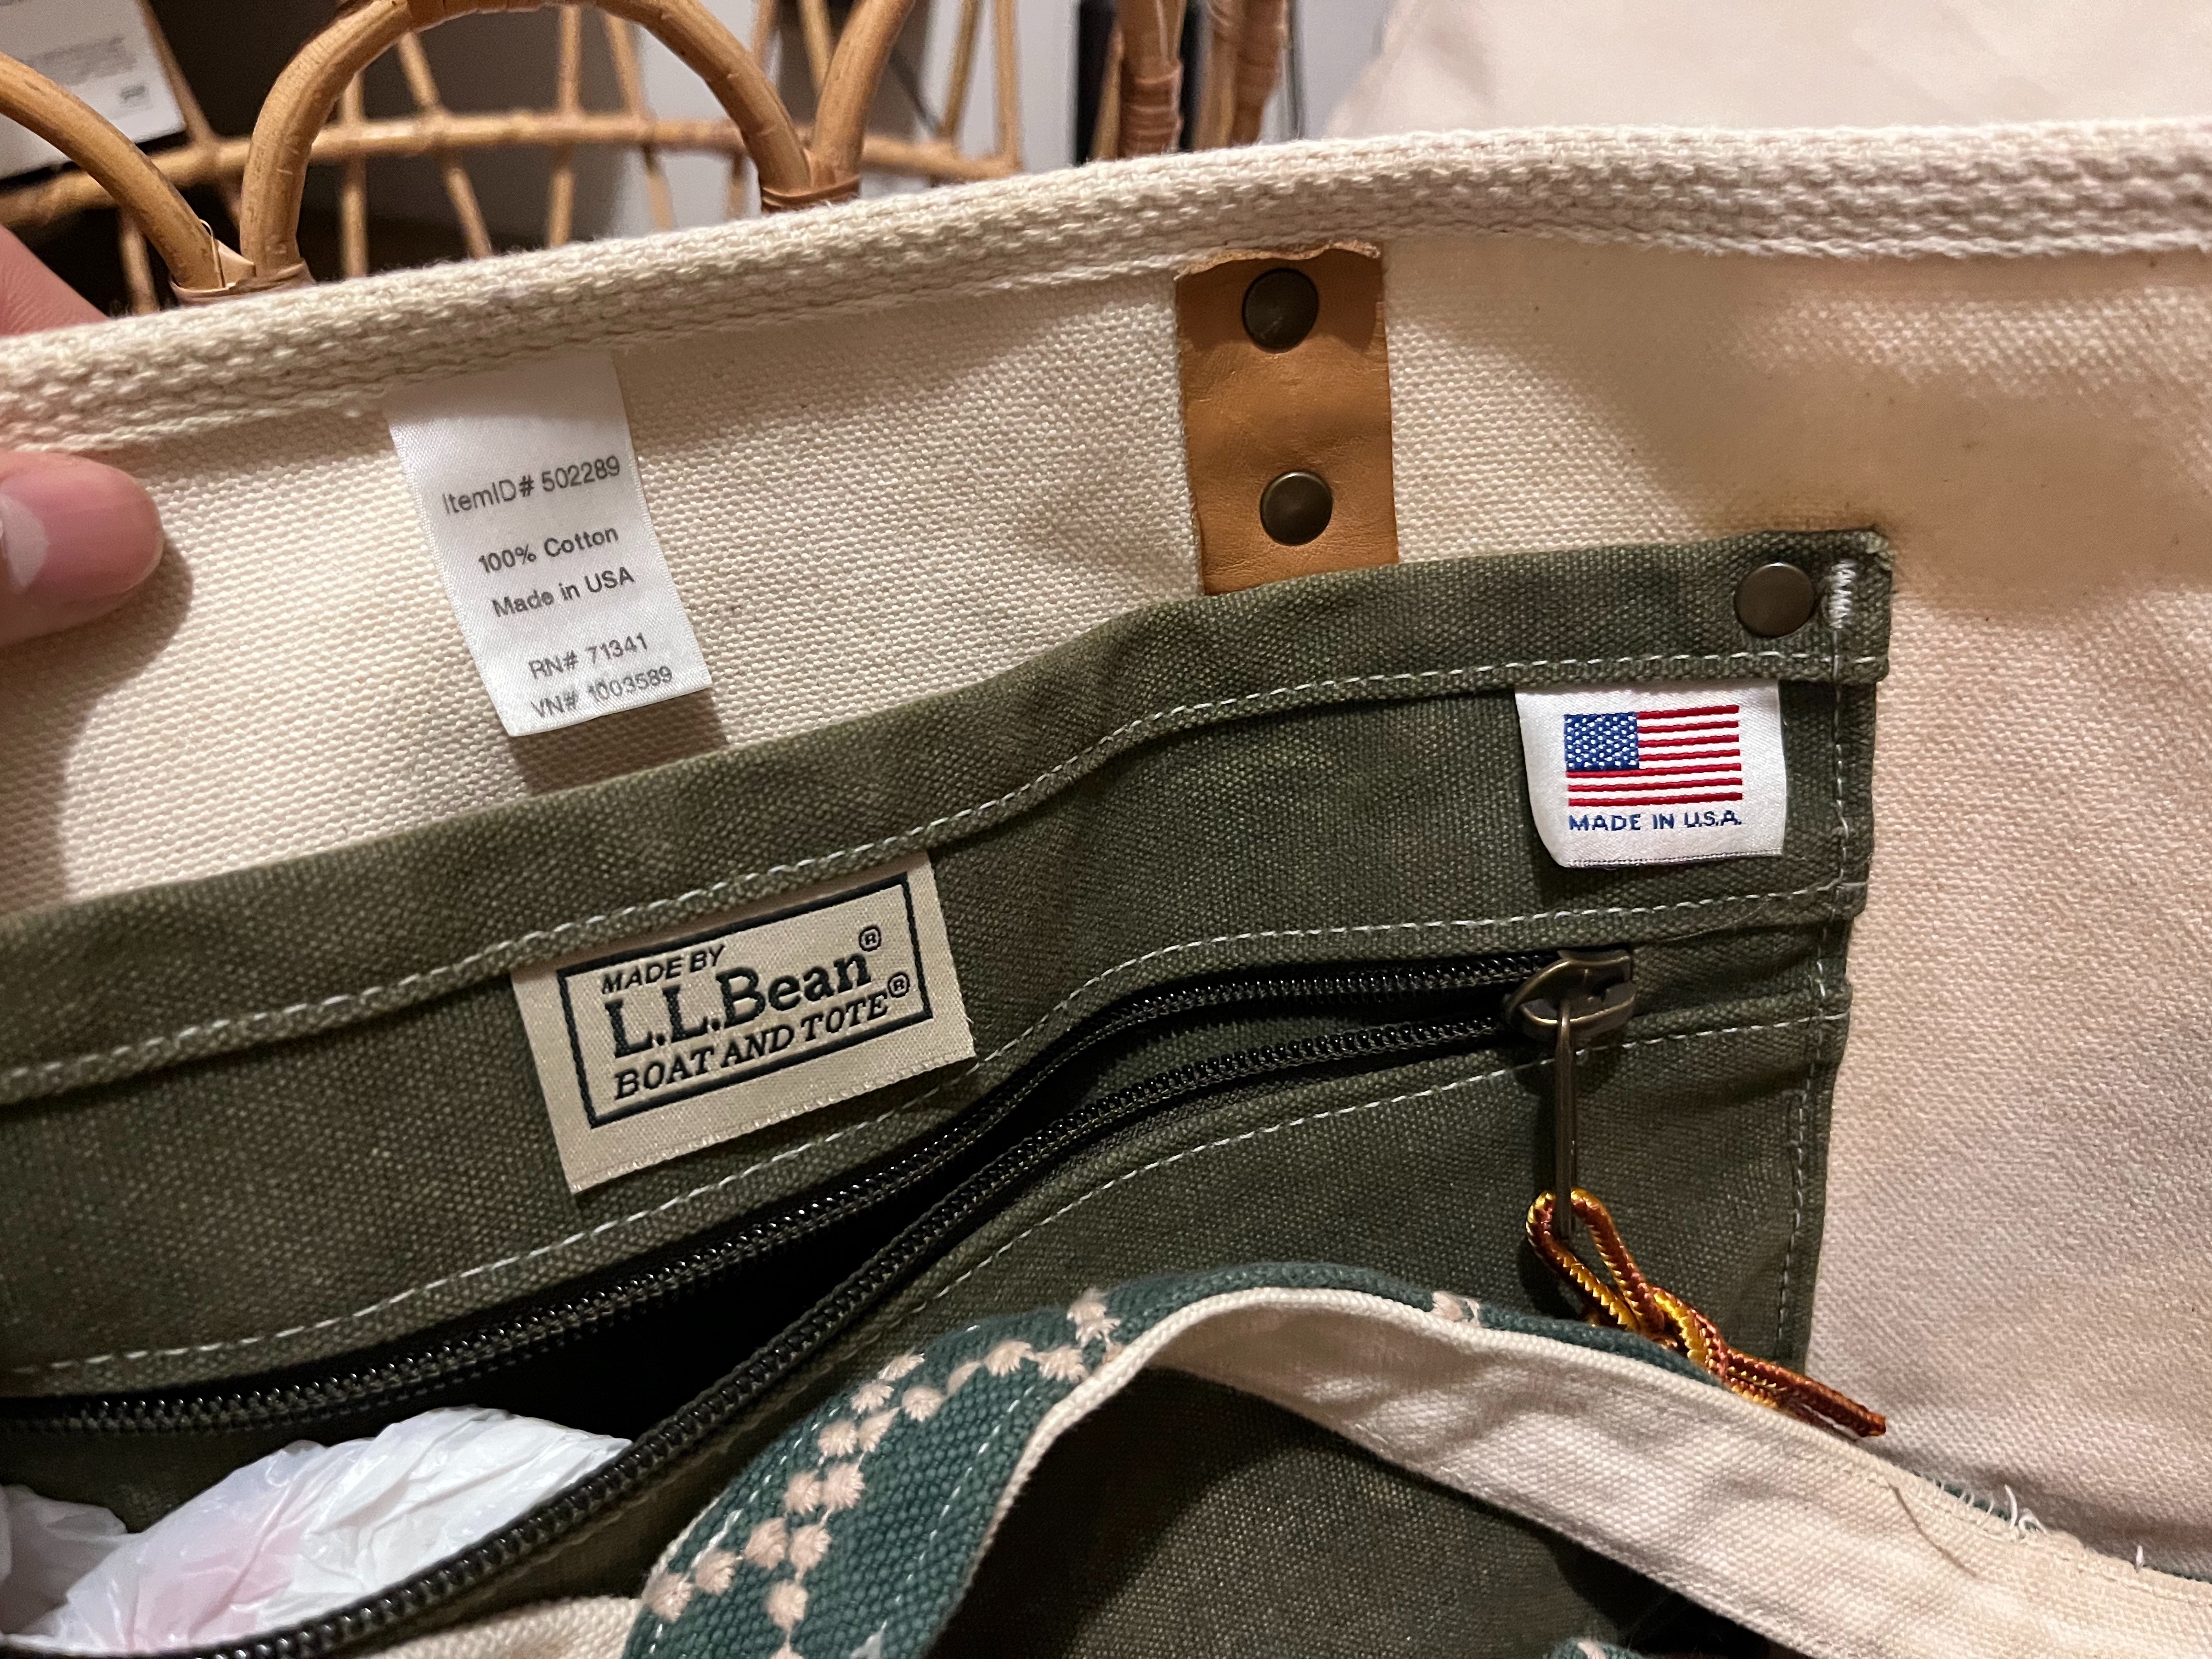 ItemID# 502289
100% Cotton
Made in USA
RN# 71341
VN# 1003589
MADE IN U.S.A.
MADE BY
L.L.Bean®
BOAT AND TOTE®